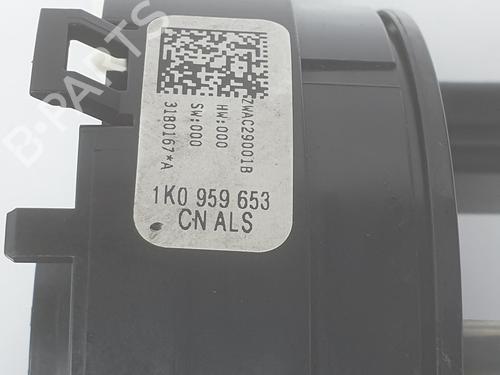 ZWAC29001B
HW:000
SW:000
3180167*A
1K0 959 653
CN ALS
B-PARTS